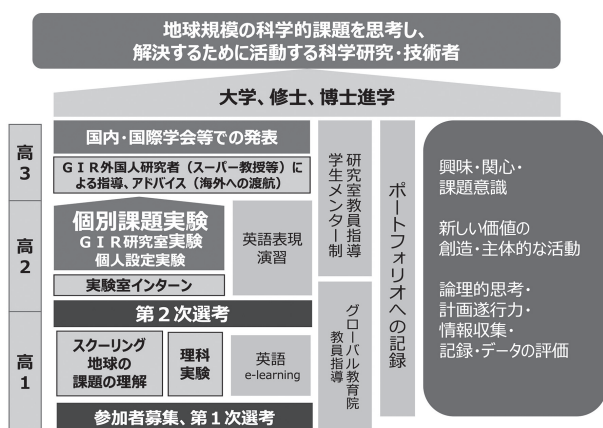 地球規模の科学的課題を思考し、
解決するために活動する科学研究・技術者
大学、修士、博士進学
高3
国内・国際学会等での発表
GIR外国人研究者（スーパー教授等）に
よる指導、アドバイス（海外への渡航）
高2
個別課題実験
GIR研究室実験
個人設定実験
英語表現
演習
実験室インターン
第2次選考
高1
スクーリング
地球の
課題の理解
理科
実験
英語
e-learning
参加者募集、第1次選考
研究室教員指導
学生メンター制
グローバル教育院
教員指導
ポートフォリオへの記録
興味・関心・
課題意識
新しい価値の
創造・主体的な活動
論理的思考・
計画遂行力・
情報収集・
記録・データの評価